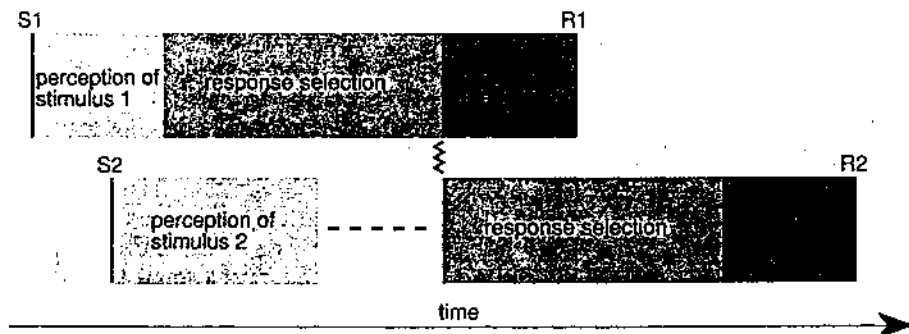 S1
R1
perception of
stimulus 1
response selection
S2
R2
perception of
stimulus 2
response selection
time